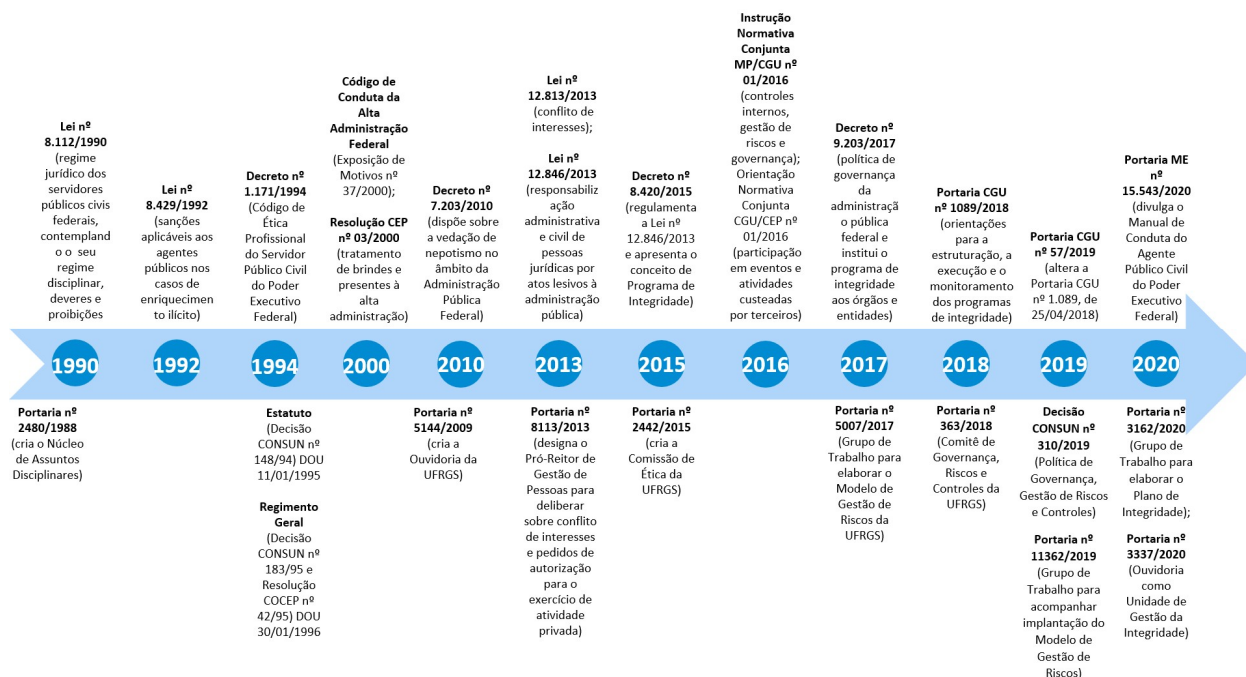 Lei nº
8.112/1990
(regime
jurídico dos
servidores
públicos civis
federais,
contempland
o o seu
regime
disciplinar,
deveres e
proibições
Lei nº
8.429/1992
(sanções
aplicáveis aos
agentes
públicos nos
casos de
enriquecimen
to ilícito)
Decreto nº
1.171/1994
(Código de
Ética
Profissional
do Servidor
Público Civil
do Poder
Executivo
Federal)
Código de
Conduta da
Alta
Administração
Federal
(Exposição de
Motivos nº
37/2000);
Resolução CEP
nº 03/2000
(tratamento
de brindes e
presentes à
alta
administração)
Decreto nº
7.203/2010
(dispõe sobre
a vedação de
nepotismo no
âmbito da
Administração
Pública
Federal)
Lei nº
12.813/2013
(conflito de
interesses);
Lei nº
12.846/2013
(responsabiliz
ação
administrativa
e civil de
pessoas
jurídicas por
atos lesivos à
administração
pública)
Decreto nº
8.420/2015
(regulamenta
a Lei nº
12.846/2013
e apresenta o
conceito de
Programa de
Integridade)
Instrução
Normativa
Conjunta
MP/CGU nº
01/2016
(controles
internos,
gestão de
riscos e
governança);
Orientação
Normativa
Conjunta
CGU/CEP nº
01/2016
(participação
em eventos e
atividades
custeadas
por terceiros)
Decreto nº
9.203/2017
(política de
governança
da
administraçã
o pública
federal e
institui o
programa de
integridade
aos órgãos e
entidades)
Portaria CGU
nº 1089/2018
(orientações
para a
estruturação, a
execução e o
monitoramento
dos programas
de integridade)
Portaria CGU
nº 57/2019
(altera a
Portaria CGU
nº 1.089, de
25/04/2018)
Portaria ME
nº
15.543/2020
(divulga o
Manual de
Conduta do
Agente
Público Civil
do Poder
Executivo
Federal)
1990
1992
1994
2000
2010
2013
2015
2016
2017
2018
2019
2020
Portaria nº
2480/1988
(cria o Núcleo
de Assuntos
Disciplinares)
Estatuto
(Decisão
CONSUN nº
148/94) DOU
11/01/1995
Regimento
Geral
(Decisão
CONSUN nº
183/95 e
Resolução
COCEP nº
42/95) DOU
30/01/1996
Portaria nº
5144/2009
(cria a
Ouvidoria da
UFRGS)
Portaria nº
8113/2013
(designa o
Pró-Reitor de
Gestão de
Pessoas para
deliberar
sobre conflito
de interesses
e pedidos de
autorização
para o
exercício de
atividade
privada)
Portaria nº
2442/2015
(cria a
Comissão de
Ética da
UFRGS)
Portaria nº
5007/2017
(Grupo de
Trabalho para
elaborar o
Modelo de
Gestão de
Riscos da
UFRGS)
Portaria nº
363/2018
(Comitê de
Governança,
Riscos e
Controles da
UFRGS)
Decisão
CONSUN nº
310/2019
(Política de
Governança,
Gestão de Riscos
e Controles)
Portaria nº
11362/2019
(Grupo de
Trabalho para
acompanhar
implantação do
Modelo de
Gestão de
Riscos)
Portaria nº
3162/2020
(Grupo de
Trabalho para
elaborar o
Plano de
Integridade);
Portaria nº
3337/2020
(Ouvidoria
como
Unidade de
Gestão da
Integridade)